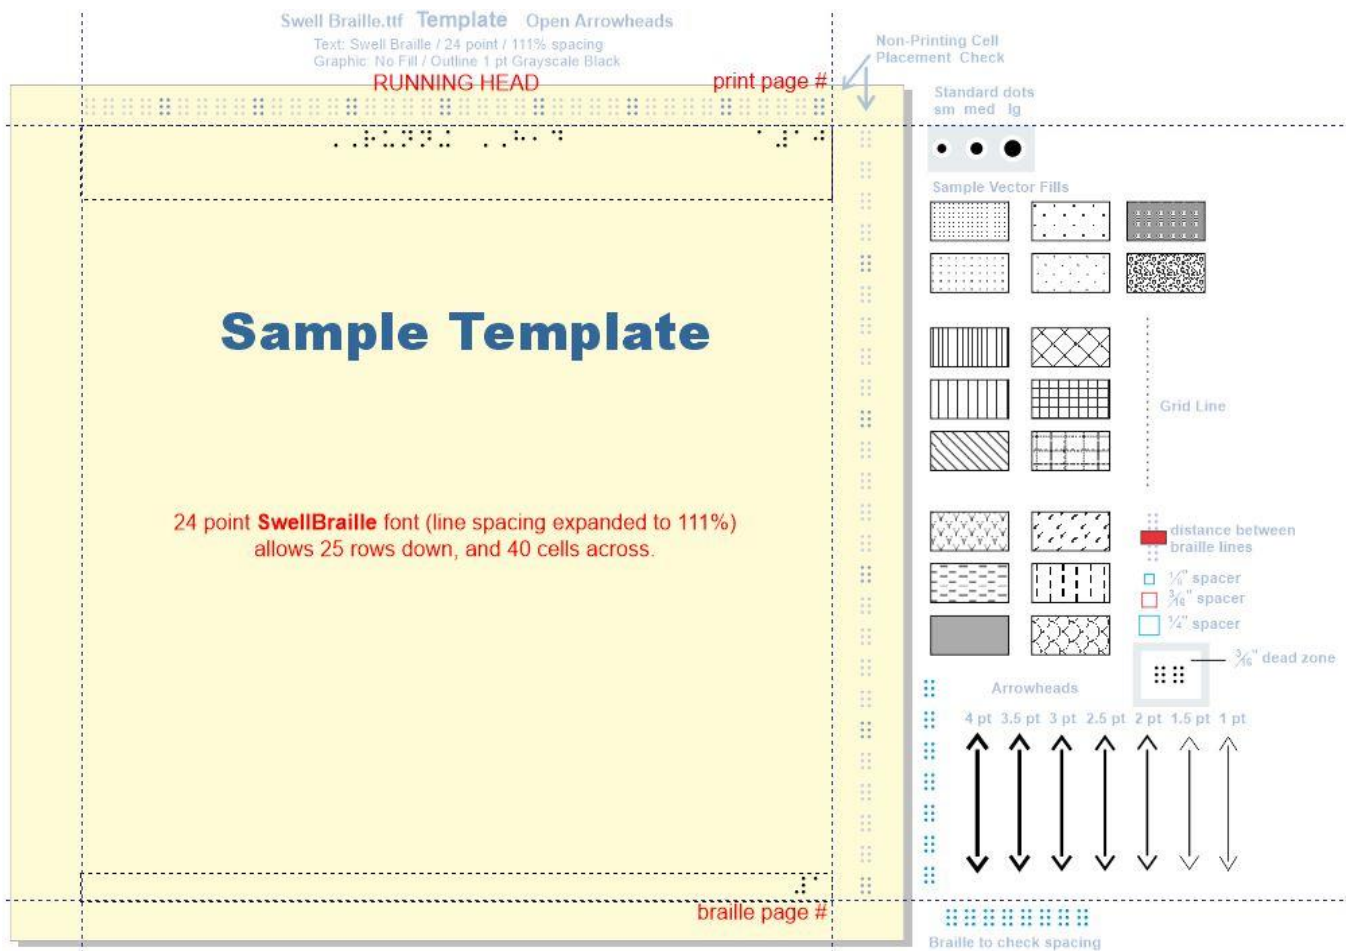 Swell Braille.ttf Template Open Arrowheads
Text: Swell Braille / 24 point / 111% spacing
Graphic: No Fill / Outline 1 pt Grayscale Black
RUNNING HEAD
print page #
Non-Printing Cell
Placement Check
Standard dots
sm med lg
Sample Vector Fills
Sample Template
Grid Line
24 point SwellBraille font (line spacing expanded to 111%)
allows 25 rows down, and 40 cells across.
distance between
braille lines
⅛" spacer
3⁄16" spacer
¼" spacer
3⁄16" dead zone
Arrowheads
4 pt 3.5 pt 3 pt 2.5 pt 2 pt 1.5 pt 1 pt
braille page #
Braille to check spacing